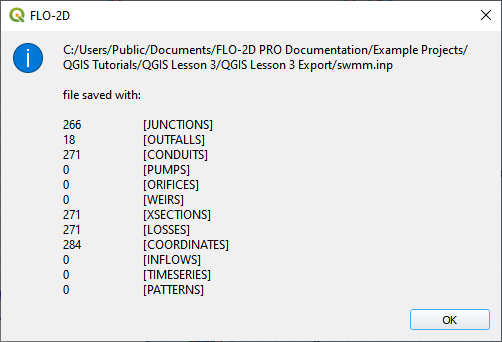 FLO-2D
C:/Users/Public/Documents/FLO-2D PRO Documentation/Example Projects/
QGIS Tutorials/QGIS Lesson 3/QGIS Lesson 3 Export/swmm.inp
file saved with:
266 [JUNCTIONS]
18 [OUTFALLS]
271 [CONDUITS]
0 [PUMPS]
0 [ORIFICES]
0 [WEIRS]
271 [XSECTIONS]
271 [LOSSES]
284 [COORDINATES]
0 [INFLOWS]
0 [TIMESERIES]
0 [PATTERNS]
OK